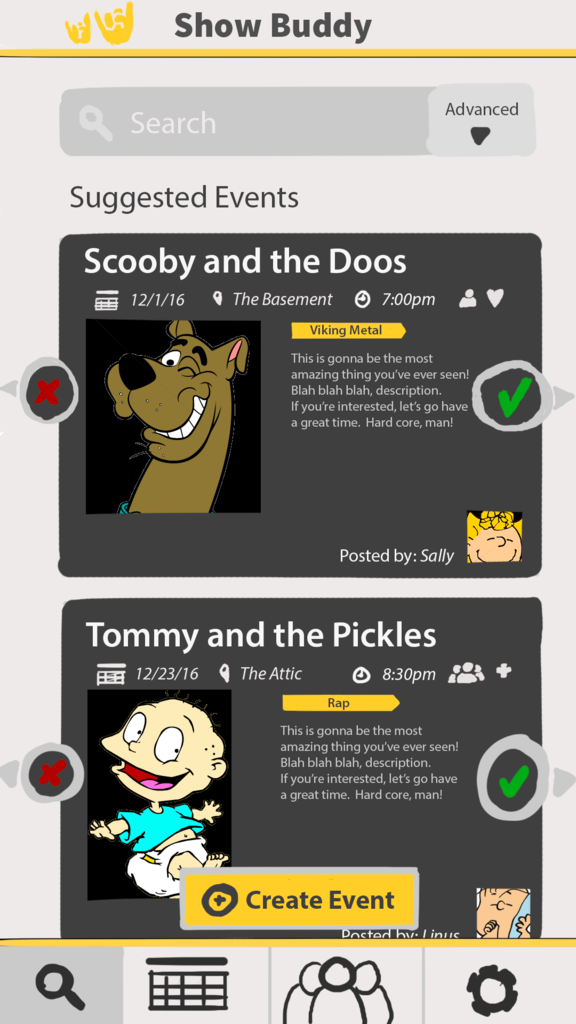 Show Buddy
Search
Advanced
Suggested Events
Scooby and the Doos
12/1/16 The Basement 7:00pm
Viking Metal
This is gonna be the most
amazing thing you've ever seen!
Blah blah blah, description.
If you're interested, let's go have
a great time. Hard core, man!
Posted by: Sally
Tommy and the Pickles
12/23/16 The Attic 8:30pm
Rap
This is gonna be the most
amazing thing you've ever seen!
Blah blah blah, description.
If you're interested, let's go have
a great time. Hard core, man!
Create Event
Posted by: Linus